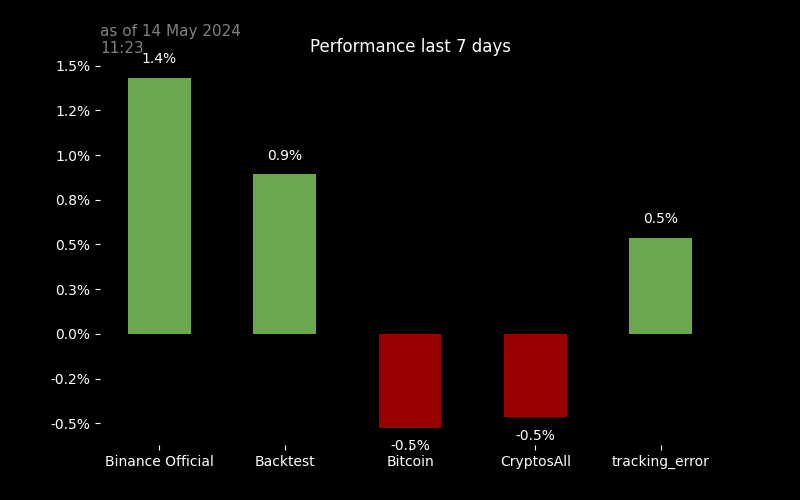 as of 14 May 2024
11:23
Performance last 7 days
1.5%
1.2%
1.0%
0.8%
0.5%
0.3%
0.0%
-0.2%
-0.5%
1.4%
0.9%
-0.5%
-0.5%
0.5%
Binance Official
Backtest
Bitcoin
CryptosAll
tracking_error